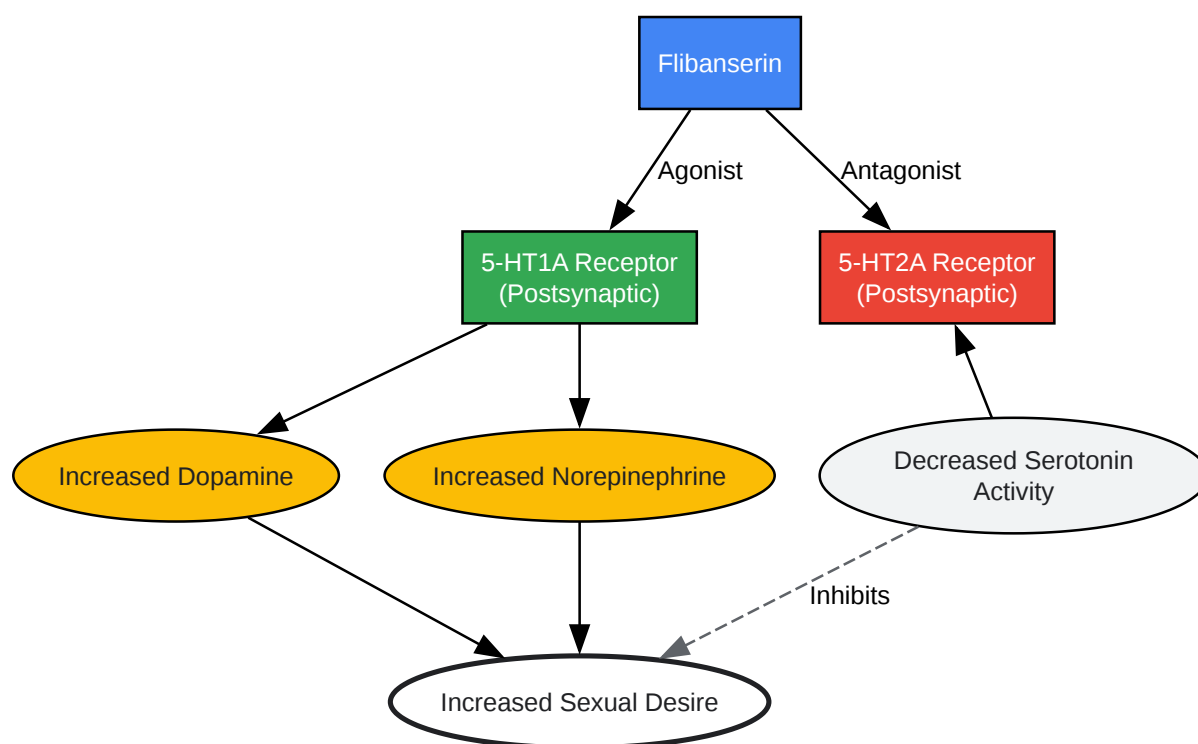 Flibanserin
Agonist
Antagonist
5-HT1A Receptor
(Postsynaptic)
5-HT2A Receptor
(Postsynaptic)
Increased Dopamine
Increased Norepinephrine
Decreased Serotonin
Activity
Inhibits
Increased Sexual Desire